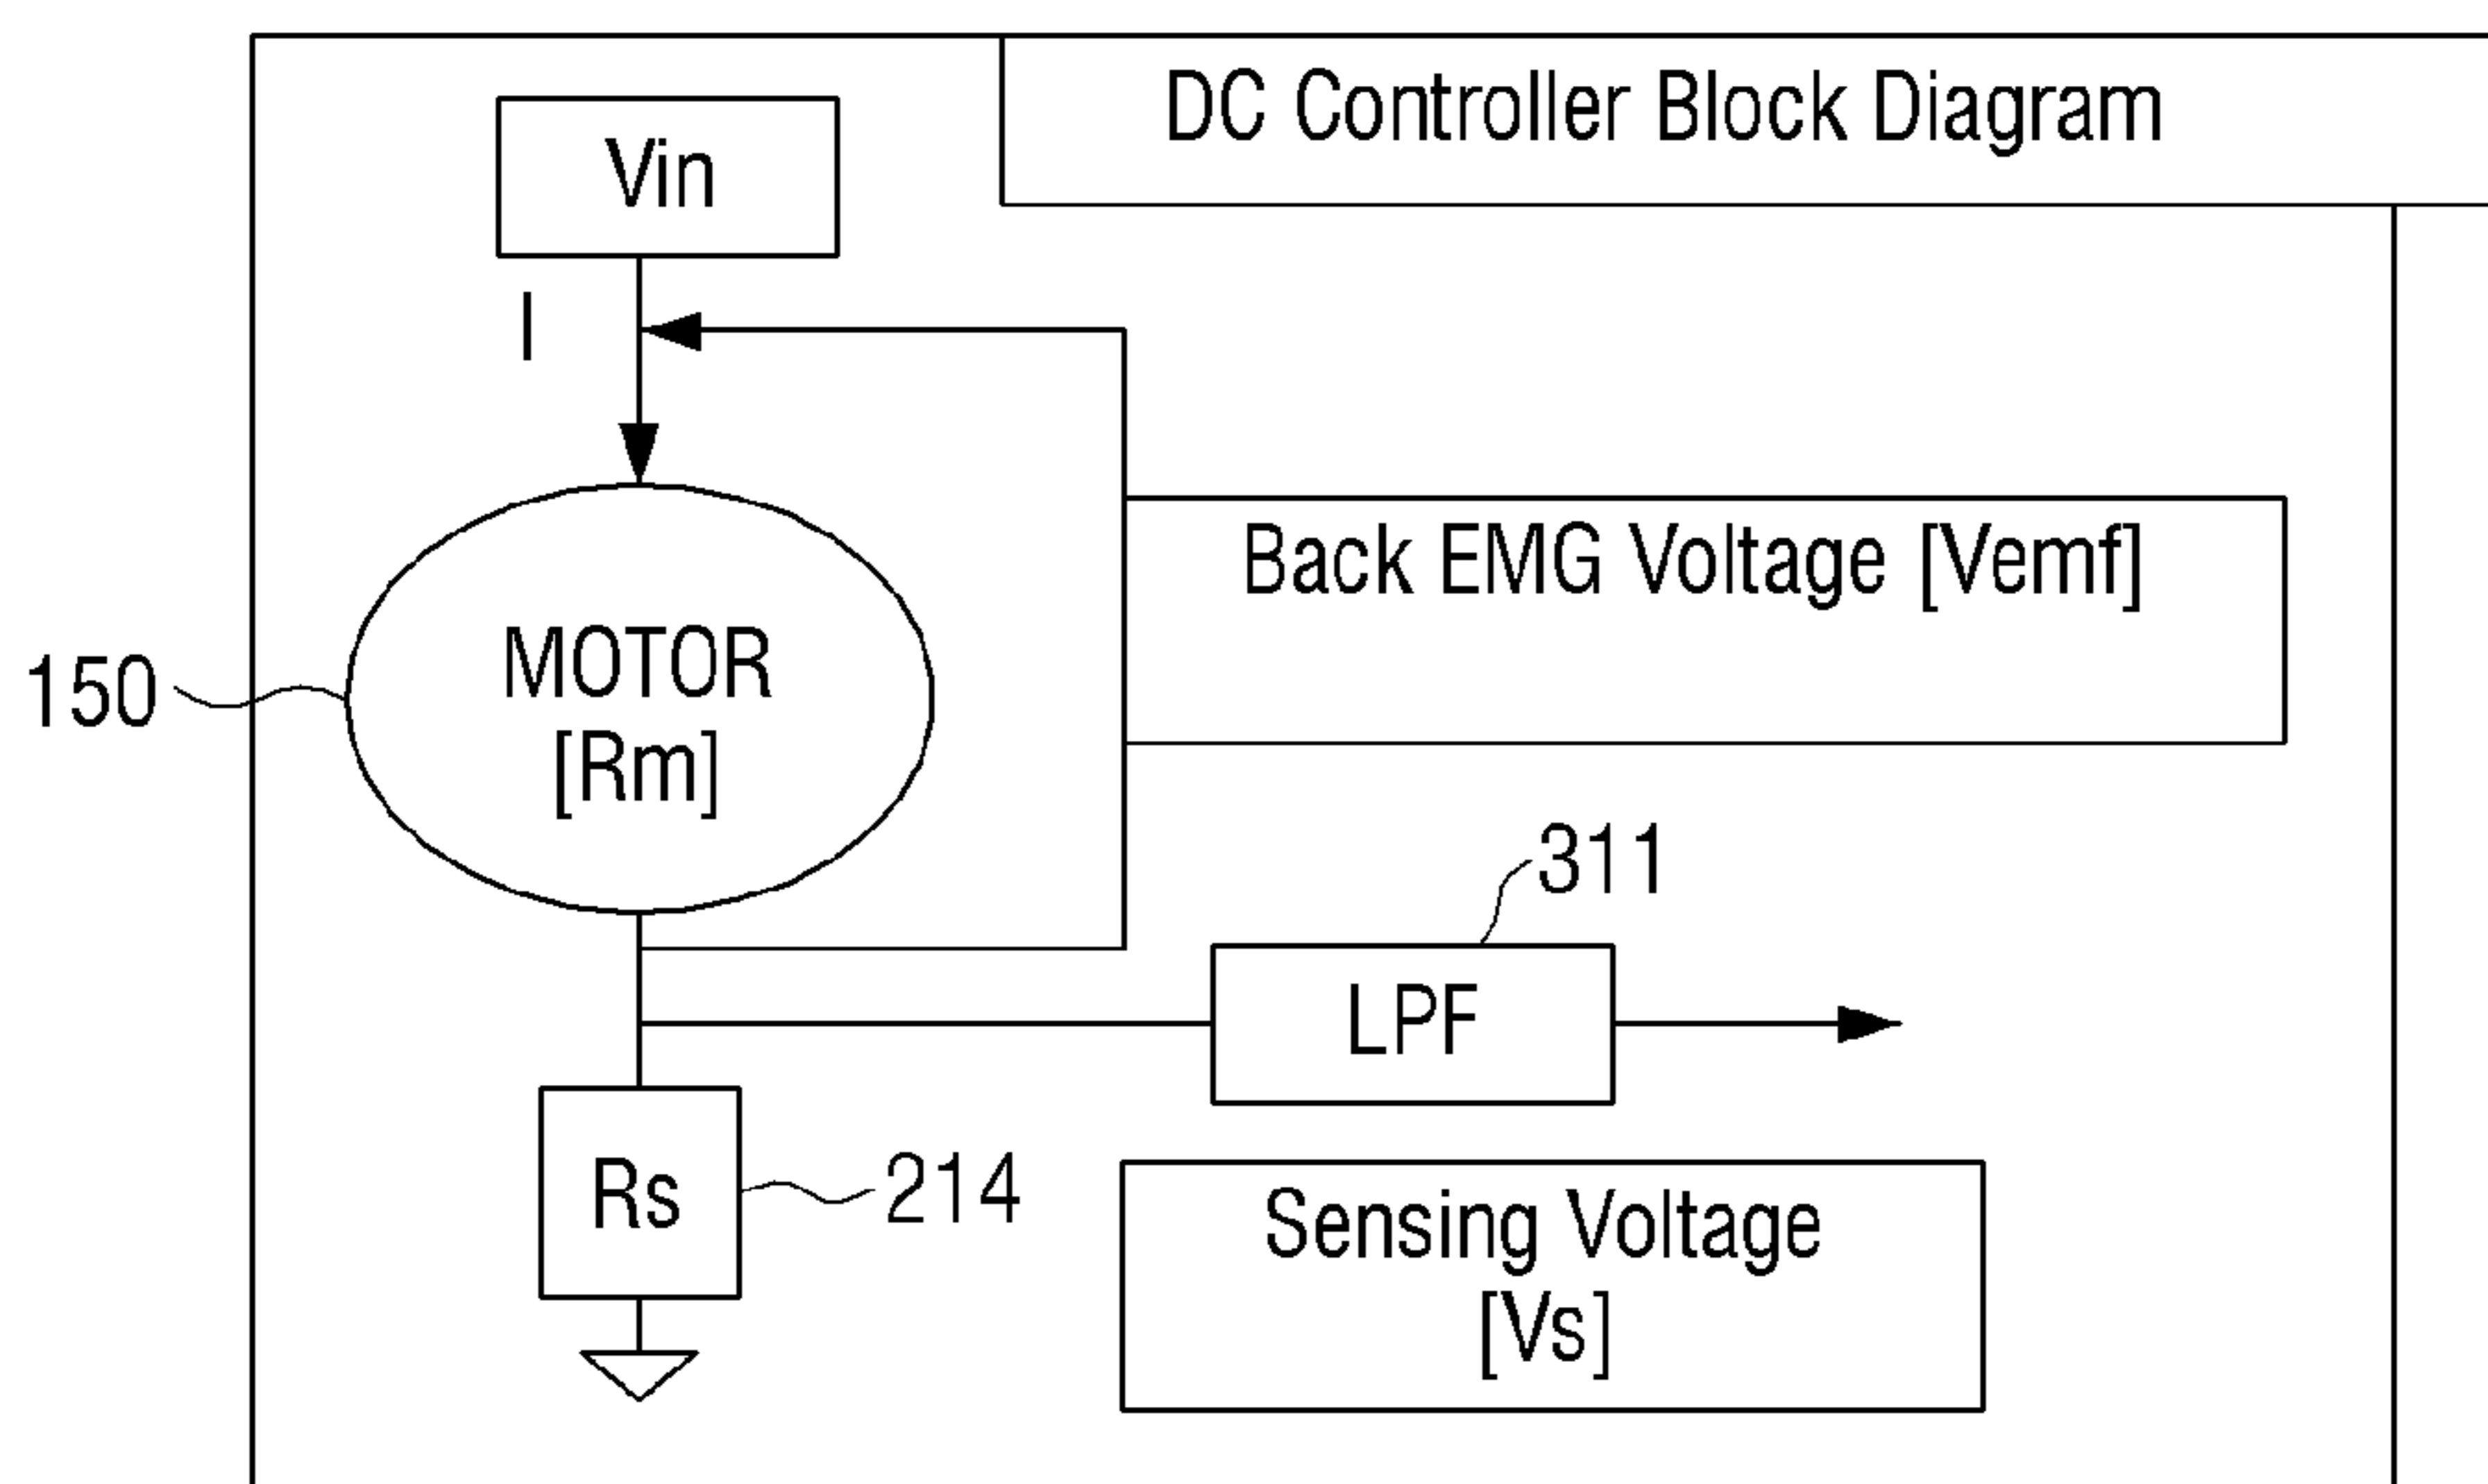 DC Controller Block Diagram
Vin
I
Back EMG Voltage [Vemf]
150
MOTOR
[Rm]
311
LPF
Rs
214
Sensing Voltage
[Vs]